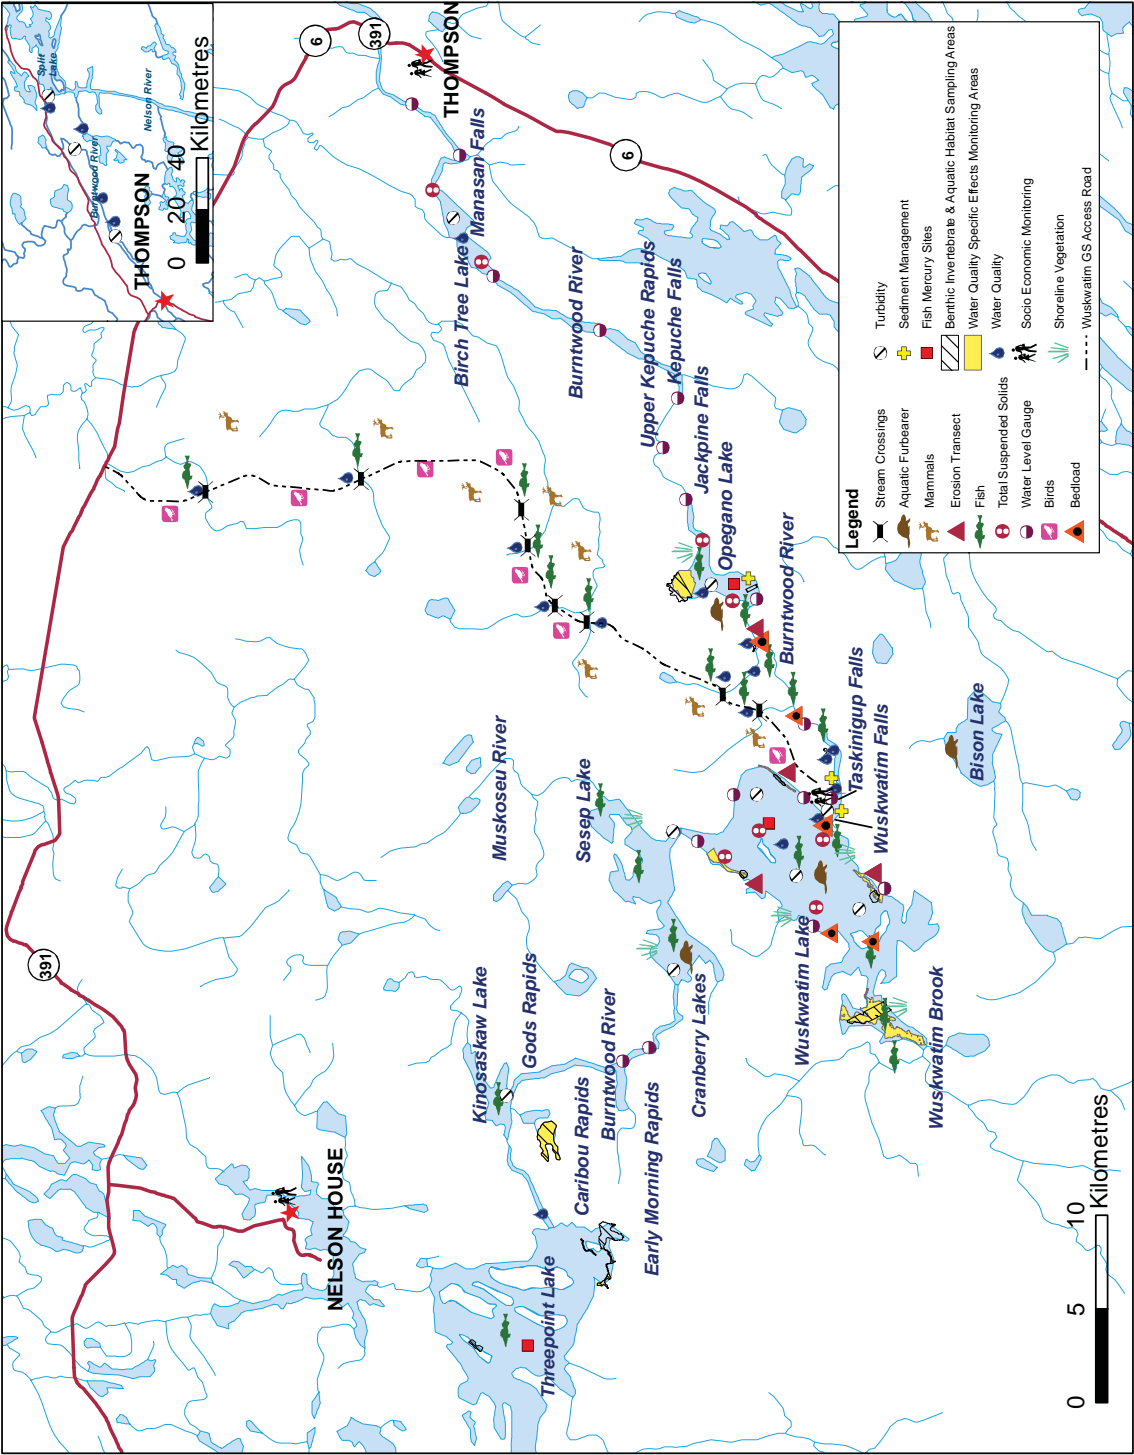 Split
Lake
Nelson River
Burntwood River
THOMPSON
0 20 40
Kilometres
6
391
THOMPSON
6
391
Manasan Falls
Birch Tree Lake
Burntwood River
Upper Kepuche Rapids
Kepuche Falls
Jackpine Falls
Opegano Lake
Burntwood River
Taskinigup Falls
Wuskwatim Falls
Bison Lake
Muskoseu River
Sesep Lake
Wuskwatim Lake
Wuskwatim Brook
Cranberry Lakes
Kinosaskaw Lake
Gods Rapids
Burntwood River
Caribou Rapids
Early Morning Rapids
Threepoint Lake
NELSON HOUSE
0 5 10
Kilometres
Legend
Stream Crossings
Aquatic Furbearer
Mammals
Erosion Transect
Fish
Total Suspended Solids
Water Level Gauge
Birds
Bedload
Turbidity
Sediment Management
Fish Mercury Sites
Benthic Invertebrate & Aquatic Habitat Sampling Areas
Water Quality Specific Effects Monitoring Areas
Water Quality
Socio Economic Monitoring
Shoreline Vegetation
Wuskwatim GS Access Road